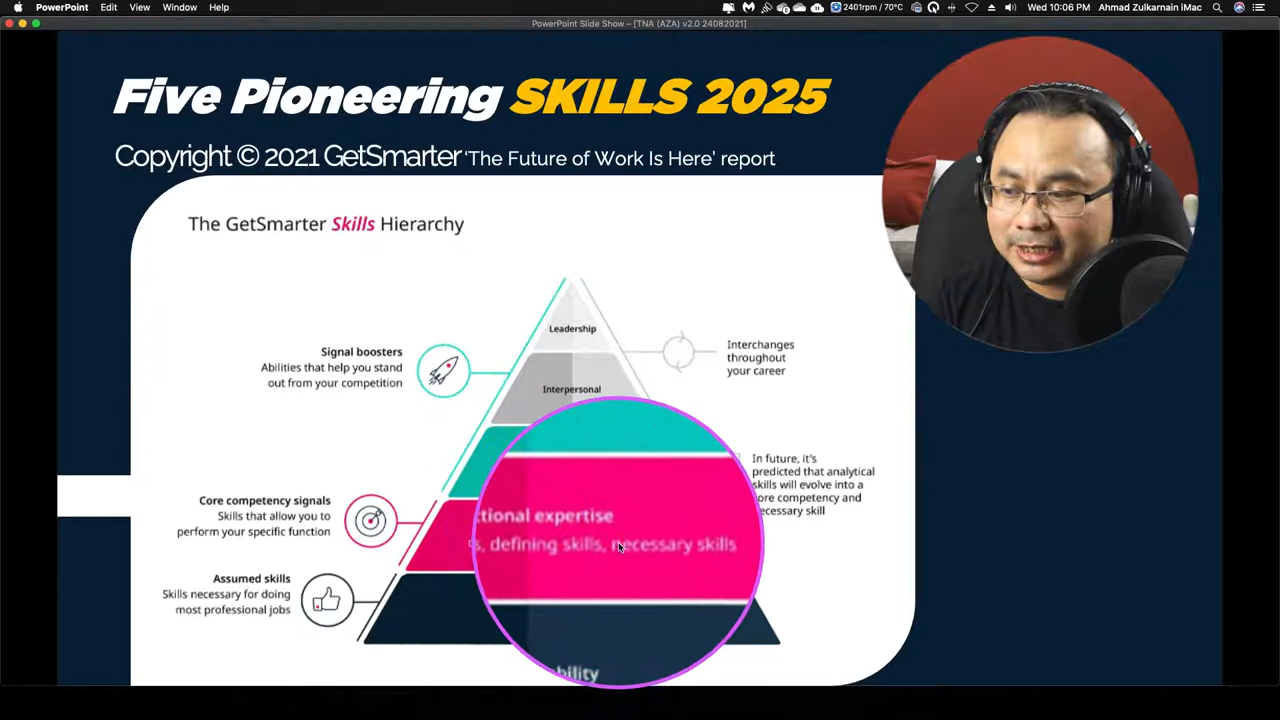 PowerPoint Edit View Window Help
2401rpm / 70°C
Wed 10:06 PM Ahmad Zulkarnain iMac
PowerPoint Slide Show – [TNA (AZA) v2.0 24082021]
Five Pioneering SKILLS 2025
Copyright © 2021 GetSmarter 'The Future of Work Is Here' report
The GetSmarter Skills Hierarchy
Leadership
Signal boosters
Abilities that help you stand
out from your competition
Interchanges
throughout
your career
Interpersonal
In future, it's
predicted that analytical
skills will evolve into a
ore competency and
ecessary skill
Core competency signals
Skills that allow you to
perform your specific function
ctional expertise
s, defining skills, necessary skills
Assumed skills
Skills necessary for doing
most professional jobs
bility